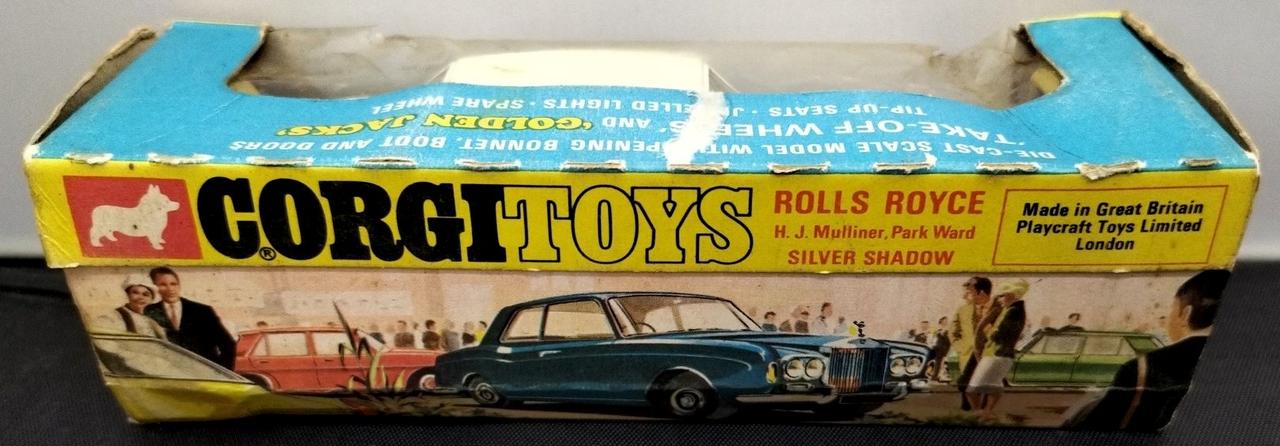 DIE-CAST SCALE MODEL WITH OPENING BONNET, BOOT AND DOORS
'TAKE-OFF WHEELS' AND 'GOLDEN JACKS'
TIP-UP SEATS · JEWELLED LIGHTS · SPARE WHEEL
CORGI TOYS
®
ROLLS ROYCE
H. J. Mulliner, Park Ward
SILVER SHADOW
Made in Great Britain
Playcraft Toys Limited
London